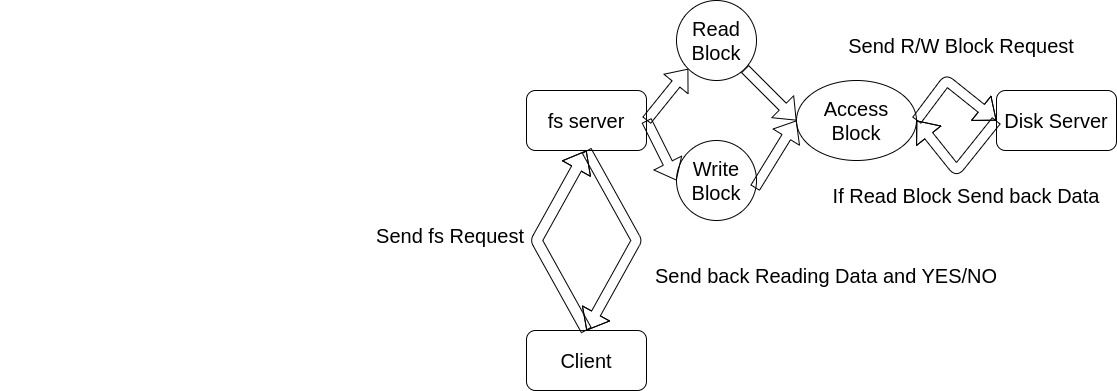 Read
Block
Send R/W Block Request
fs server
Access
Block
Disk Server
Write
Block
If Read Block Send back Data
Send fs Request
Send back Reading Data and YES/NO
Client